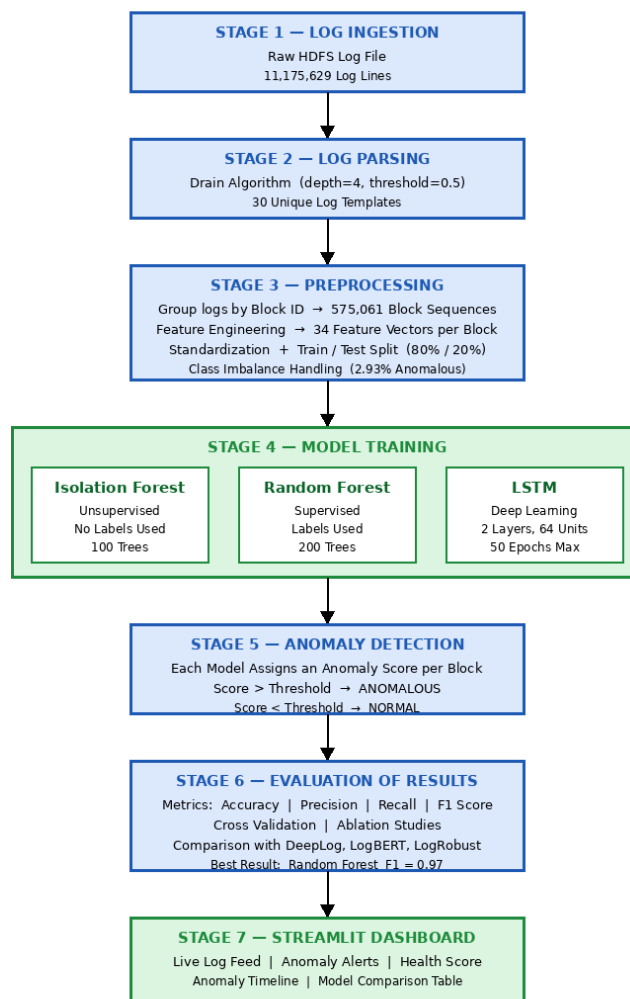 STAGE 1 — LOG INGESTION
Raw HDFS Log File
11,175,629 Log Lines
STAGE 2 — LOG PARSING
Drain Algorithm (depth=4, threshold=0.5)
30 Unique Log Templates
STAGE 3 — PREPROCESSING
Group logs by Block ID → 575,061 Block Sequences
Feature Engineering → 34 Feature Vectors per Block
Standardization + Train / Test Split (80% / 20%)
Class Imbalance Handling (2.93% Anomalous)
STAGE 4 — MODEL TRAINING
Isolation Forest
Unsupervised
No Labels Used
100 Trees
Random Forest
Supervised
Labels Used
200 Trees
LSTM
Deep Learning
2 Layers, 64 Units
50 Epochs Max
STAGE 5 — ANOMALY DETECTION
Each Model Assigns an Anomaly Score per Block
Score > Threshold → ANOMALOUS
Score < Threshold → NORMAL
STAGE 6 — EVALUATION OF RESULTS
Metrics: Accuracy | Precision | Recall | F1 Score
Cross Validation | Ablation Studies
Comparison with DeepLog, LogBERT, LogRobust
Best Result: Random Forest F1 = 0.97
STAGE 7 — STREAMLIT DASHBOARD
Live Log Feed | Anomaly Alerts | Health Score
Anomaly Timeline | Model Comparison Table